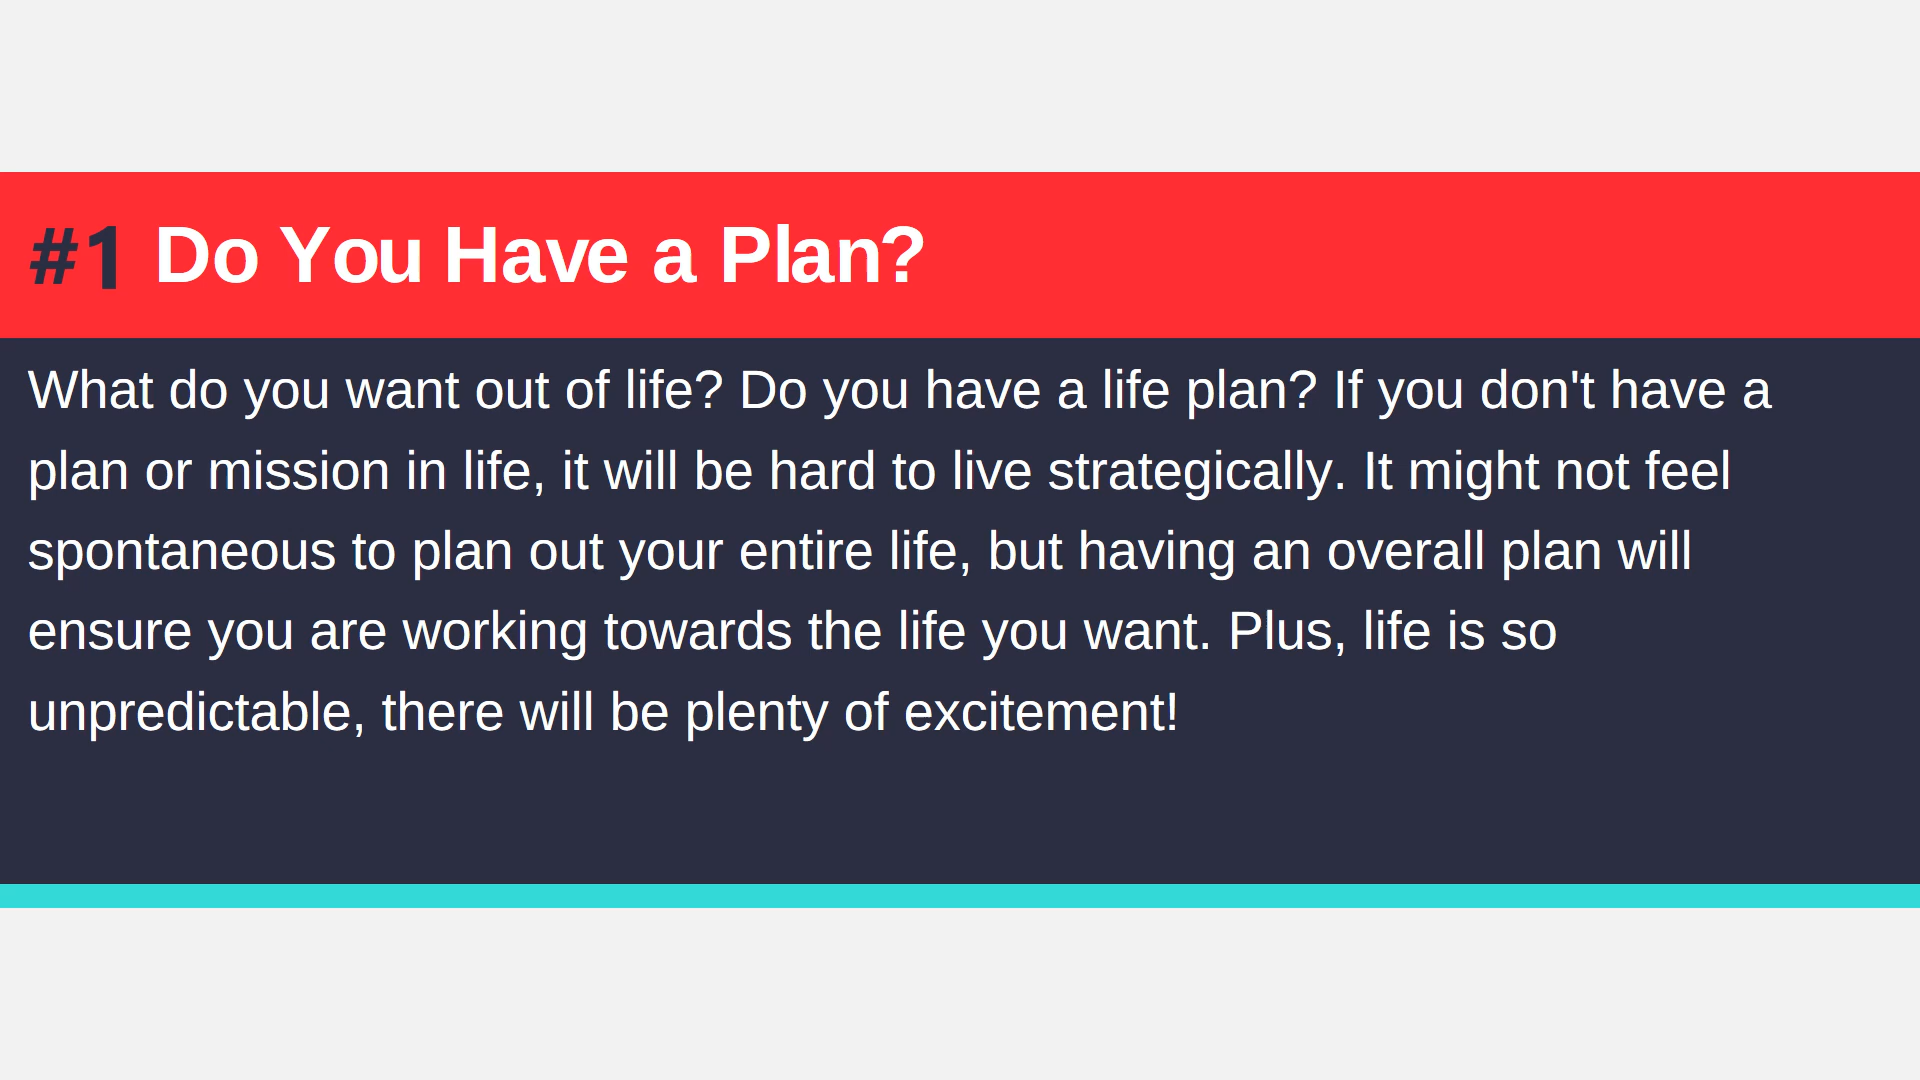 #1 Do You Have a Plan?
What do you want out of life? Do you have a life plan? If you don't have a
plan or mission in life, it will be hard to live strategically. It might not feel
spontaneous to plan out your entire life, but having an overall plan will
ensure you are working towards the life you want. Plus, life is so
unpredictable, there will be plenty of excitement!